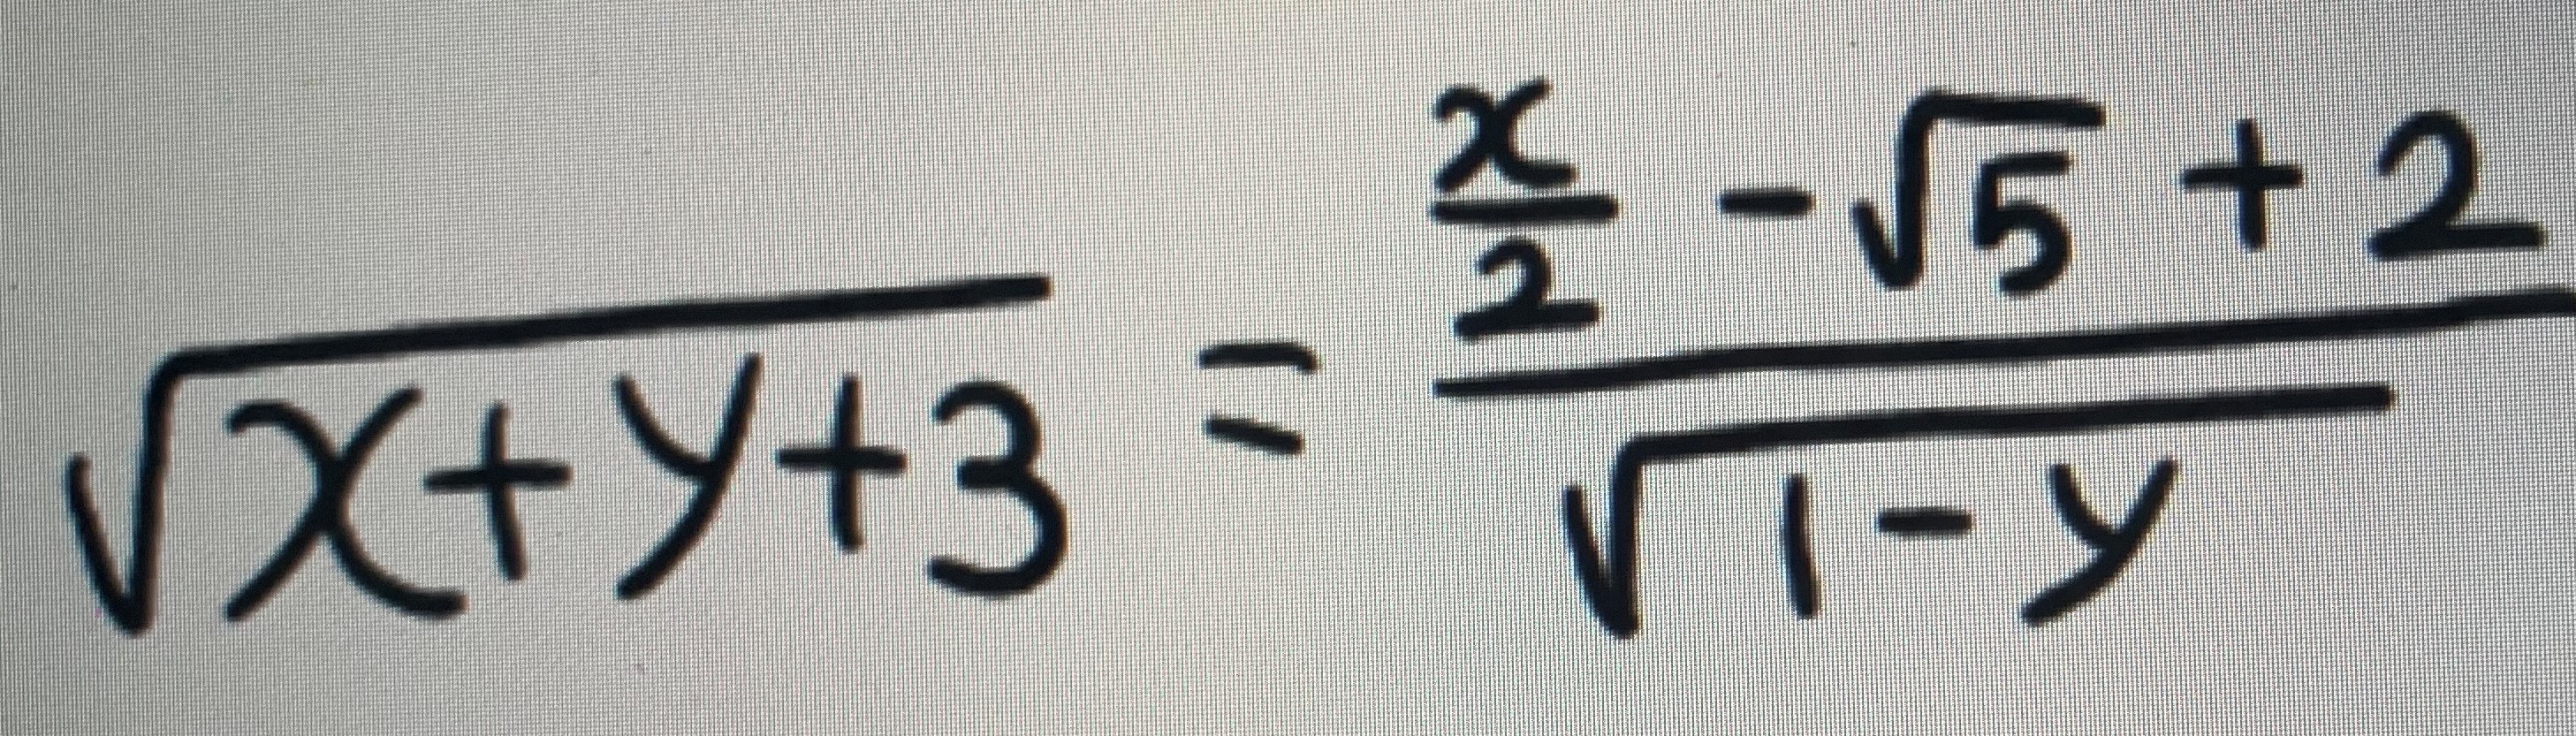 √(x+y+3) = (x/2 - √5 + 2)/√(1-y)